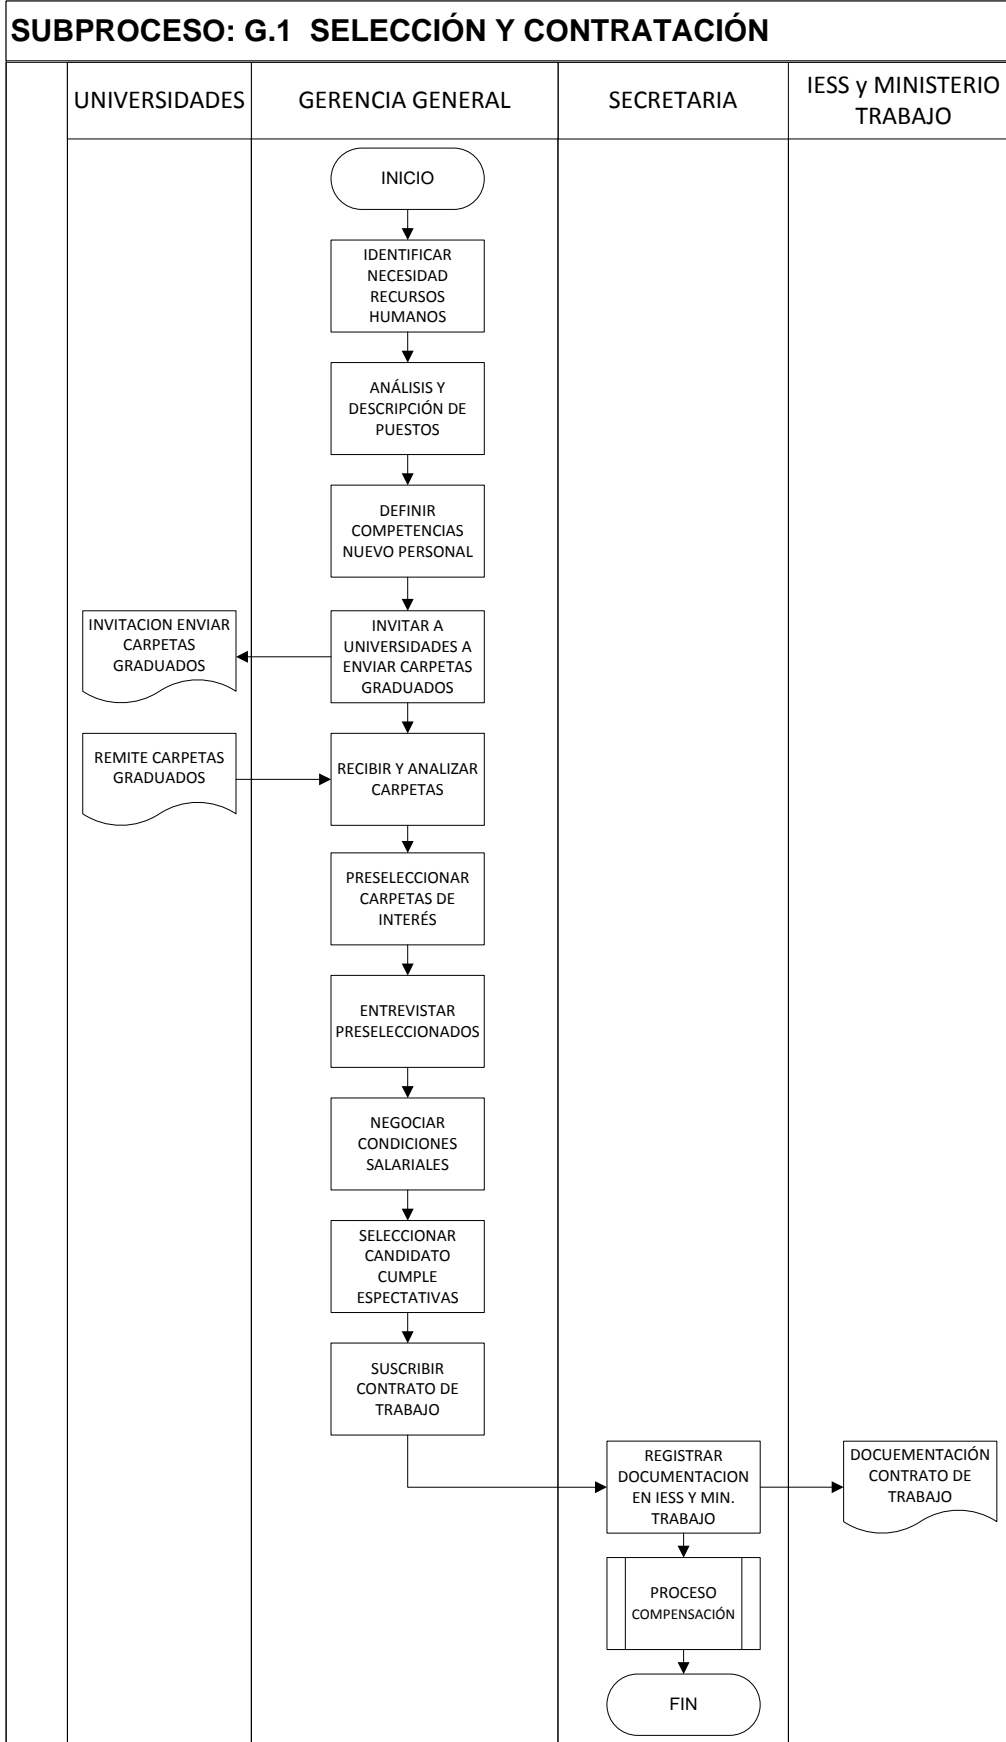 SUBPROCESO: G.1 SELECCIÓN Y CONTRATACIÓN
UNIVERSIDADES
GERENCIA GENERAL
SECRETARIA
IESS y MINISTERIO
TRABAJO
INICIO
IDENTIFICAR
NECESIDAD
RECURSOS
HUMANOS
ANÁLISIS Y
DESCRIPCIÓN DE
PUESTOS
DEFINIR
COMPETENCIAS
NUEVO PERSONAL
INVITACION ENVIAR
CARPETAS
GRADUADOS
INVITAR A
UNIVERSIDADES A
ENVIAR CARPETAS
GRADUADOS
REMITE CARPETAS
GRADUADOS
RECIBIR Y ANALIZAR
CARPETAS
PRESELECCIONAR
CARPETAS DE
INTERÉS
ENTREVISTAR
PRESELECCIONADOS
NEGOCIAR
CONDICIONES
SALARIALES
SELECCIONAR
CANDIDATO
CUMPLE
ESPECTATIVAS
SUSCRIBIR
CONTRATO DE
TRABAJO
REGISTRAR
DOCUMENTACION
EN IESS Y MIN.
TRABAJO
DOCUEMENTACIÓN
CONTRATO DE
TRABAJO
PROCESO
COMPENSACIÓN
FIN